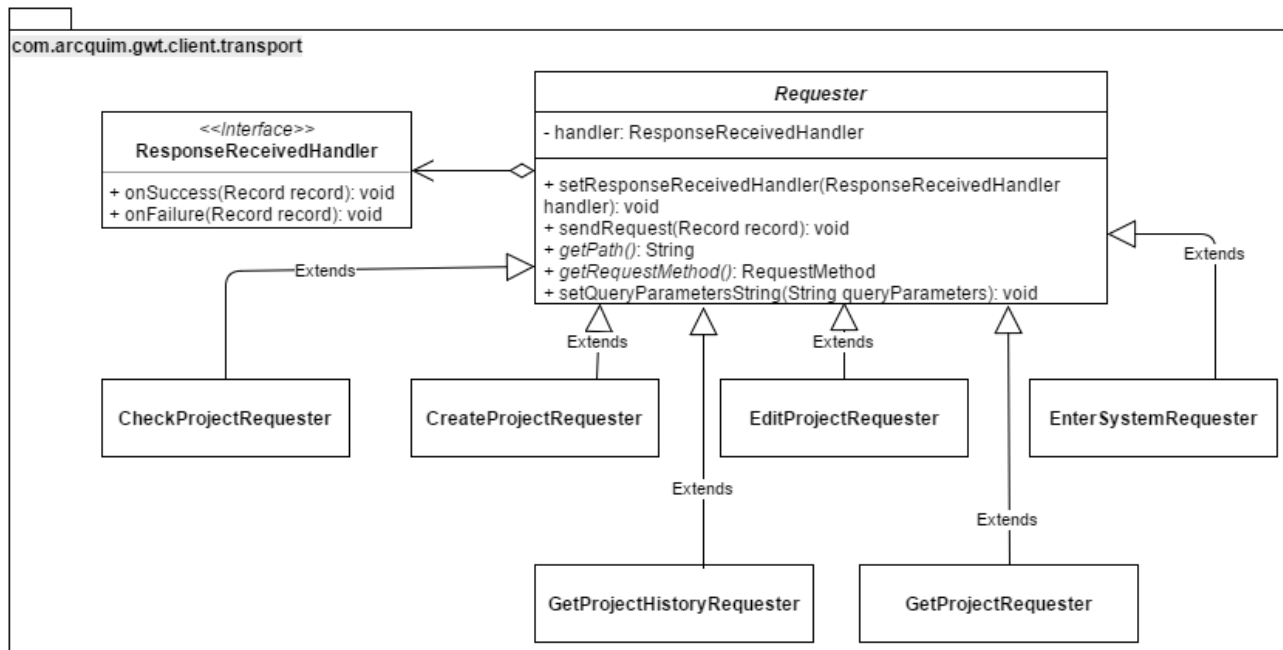 com.arcquim.gwt.client.transport
Requester
- handler: ResponseReceivedHandler
<<Interface>>
ResponseReceivedHandler
+ onSuccess(Record record): void
+ onFailure(Record record): void
+ setResponseReceivedHandler(ResponseReceivedHandler
handler): void
+ sendRequest(Record record): void
+ getPath(): String
+ getRequestMethod(): RequestMethod
+ setQueryParametersString(String queryParameters): void
Extends
Extends
Extends
Extends
CheckProjectRequester
CreateProjectRequester
EditProjectRequester
EnterSystemRequester
Extends
Extends
GetProjectHistoryRequester
GetProjectRequester